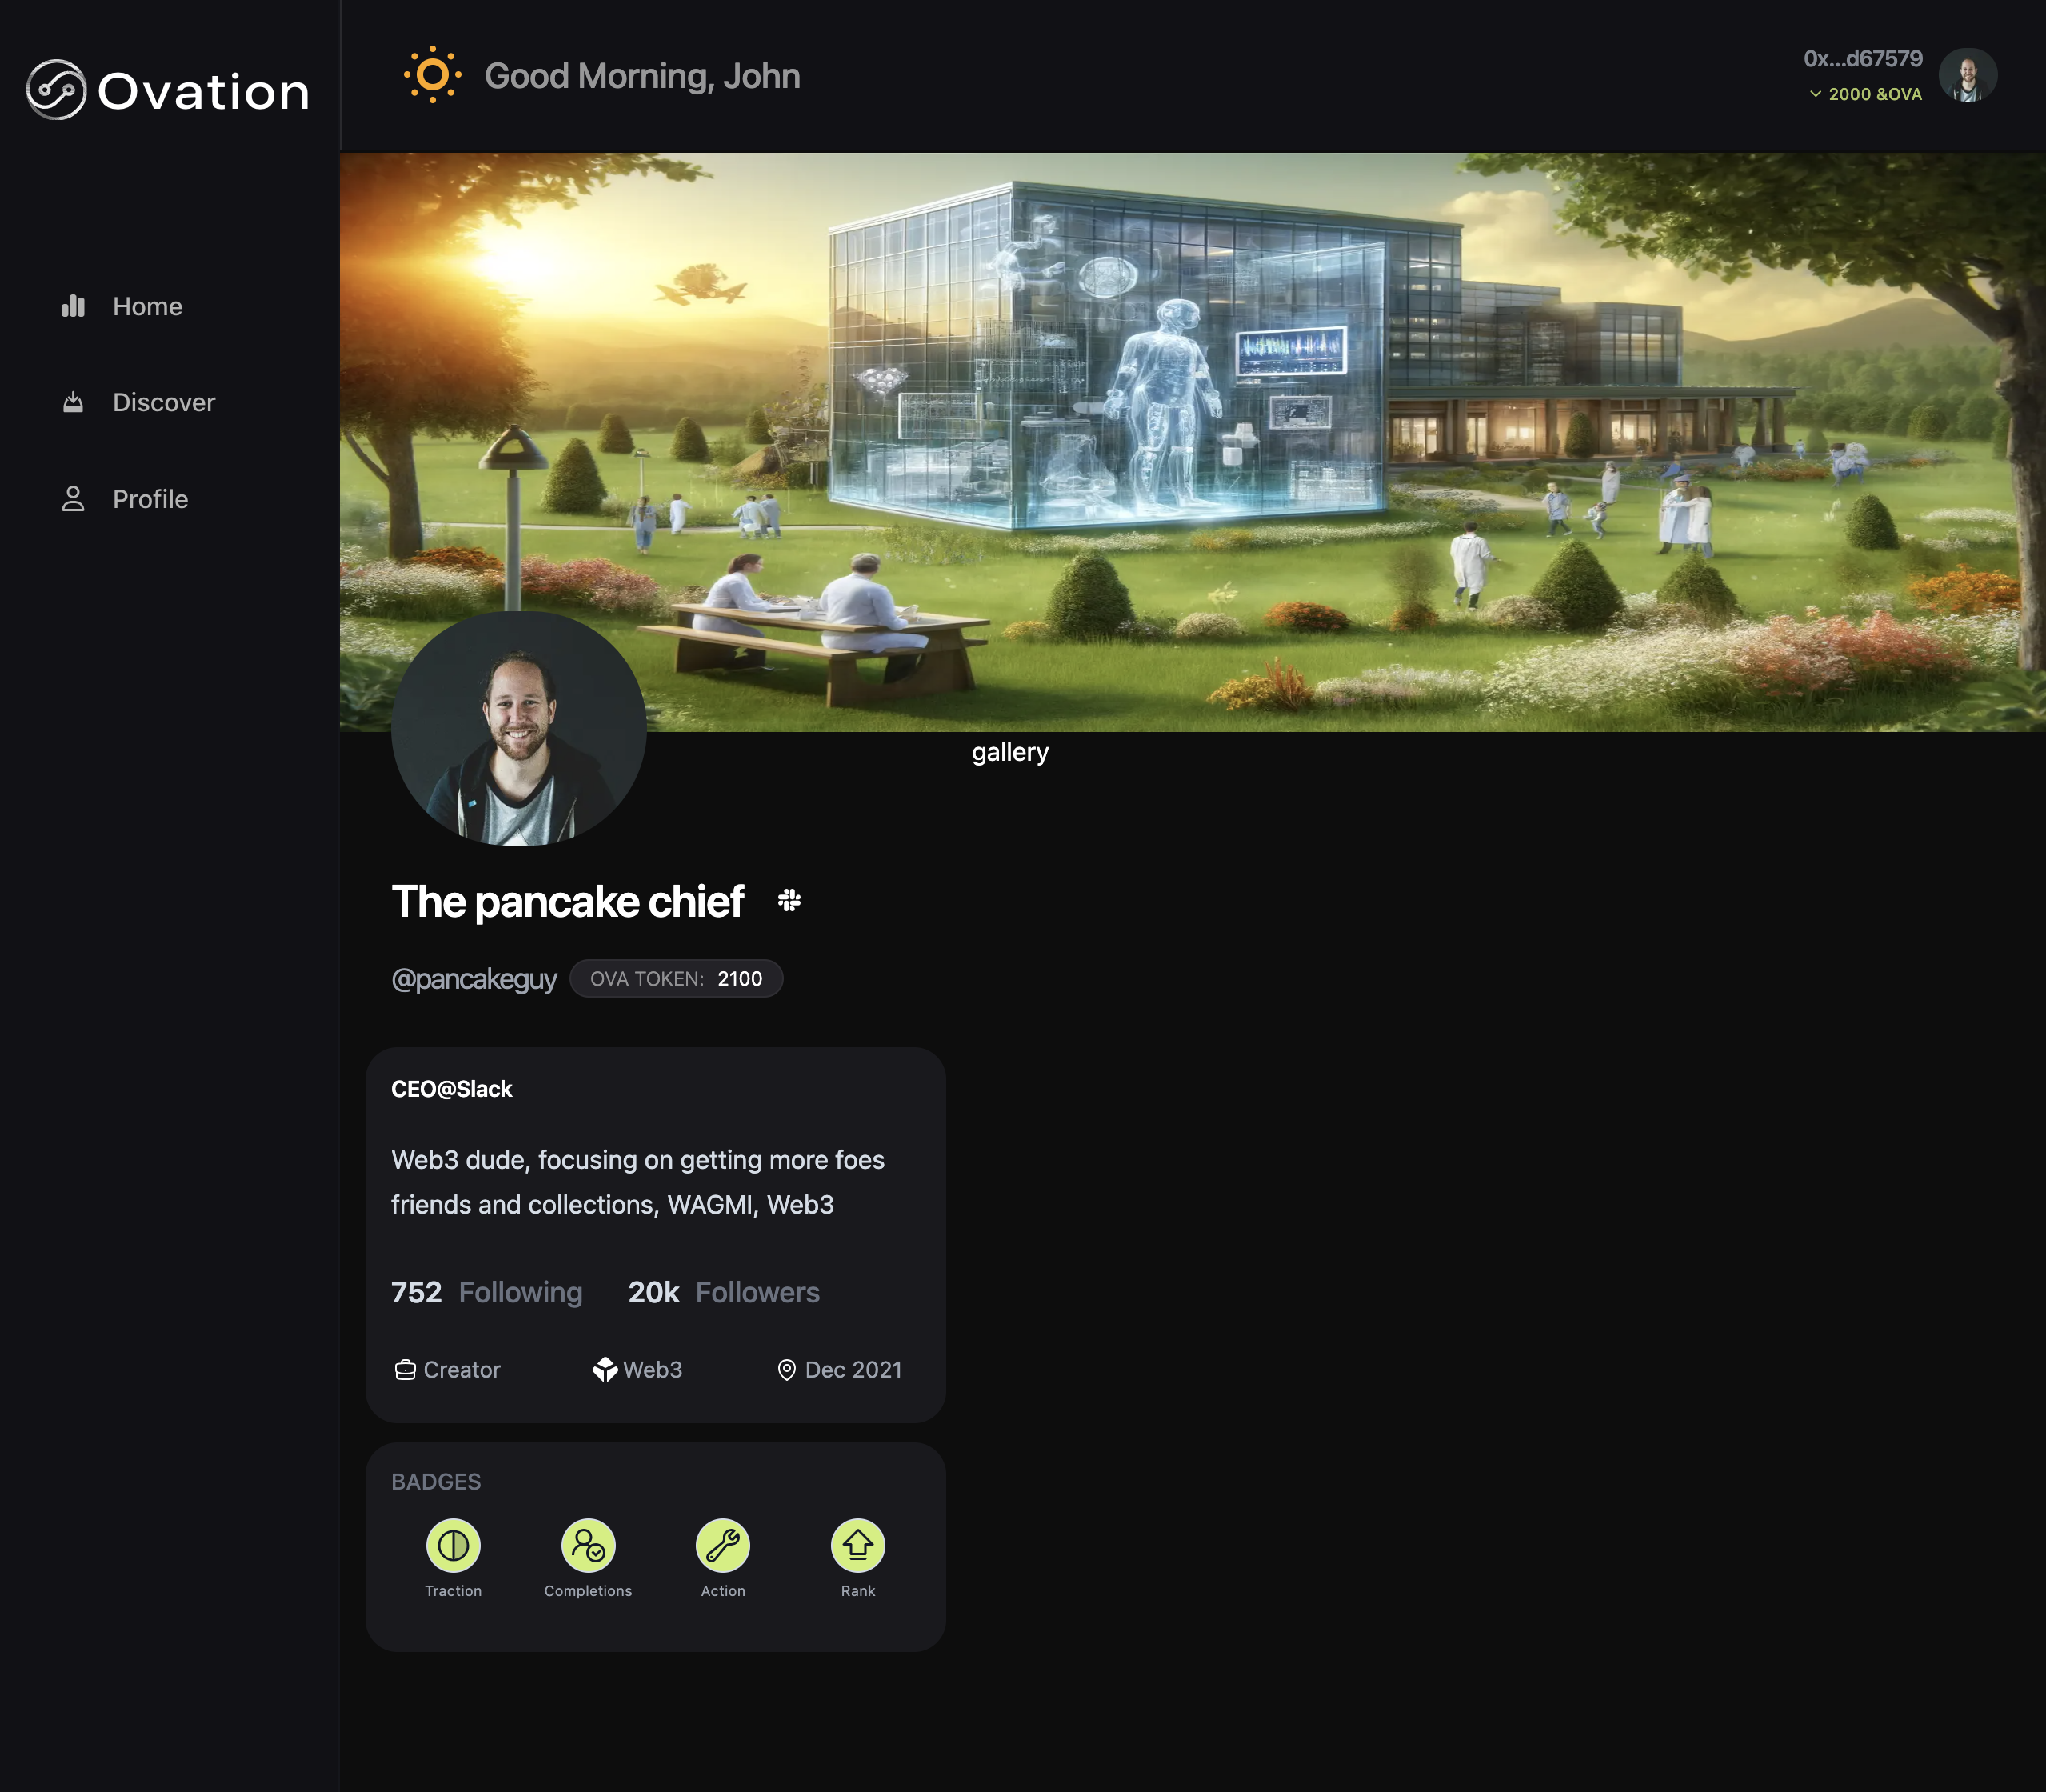 Ovation
Good Morning, John
0x...d67579
2000 &OVA
Home
Discover
Profile
gallery
The pancake chief
@pancakeguy
OVA TOKEN: 2100
CEO@Slack
Web3 dude, focusing on getting more foes
friends and collections, WAGMI, Web3
752 Following 20k Followers
Creator Web3 Dec 2021
BADGES
Traction Completions Action Rank